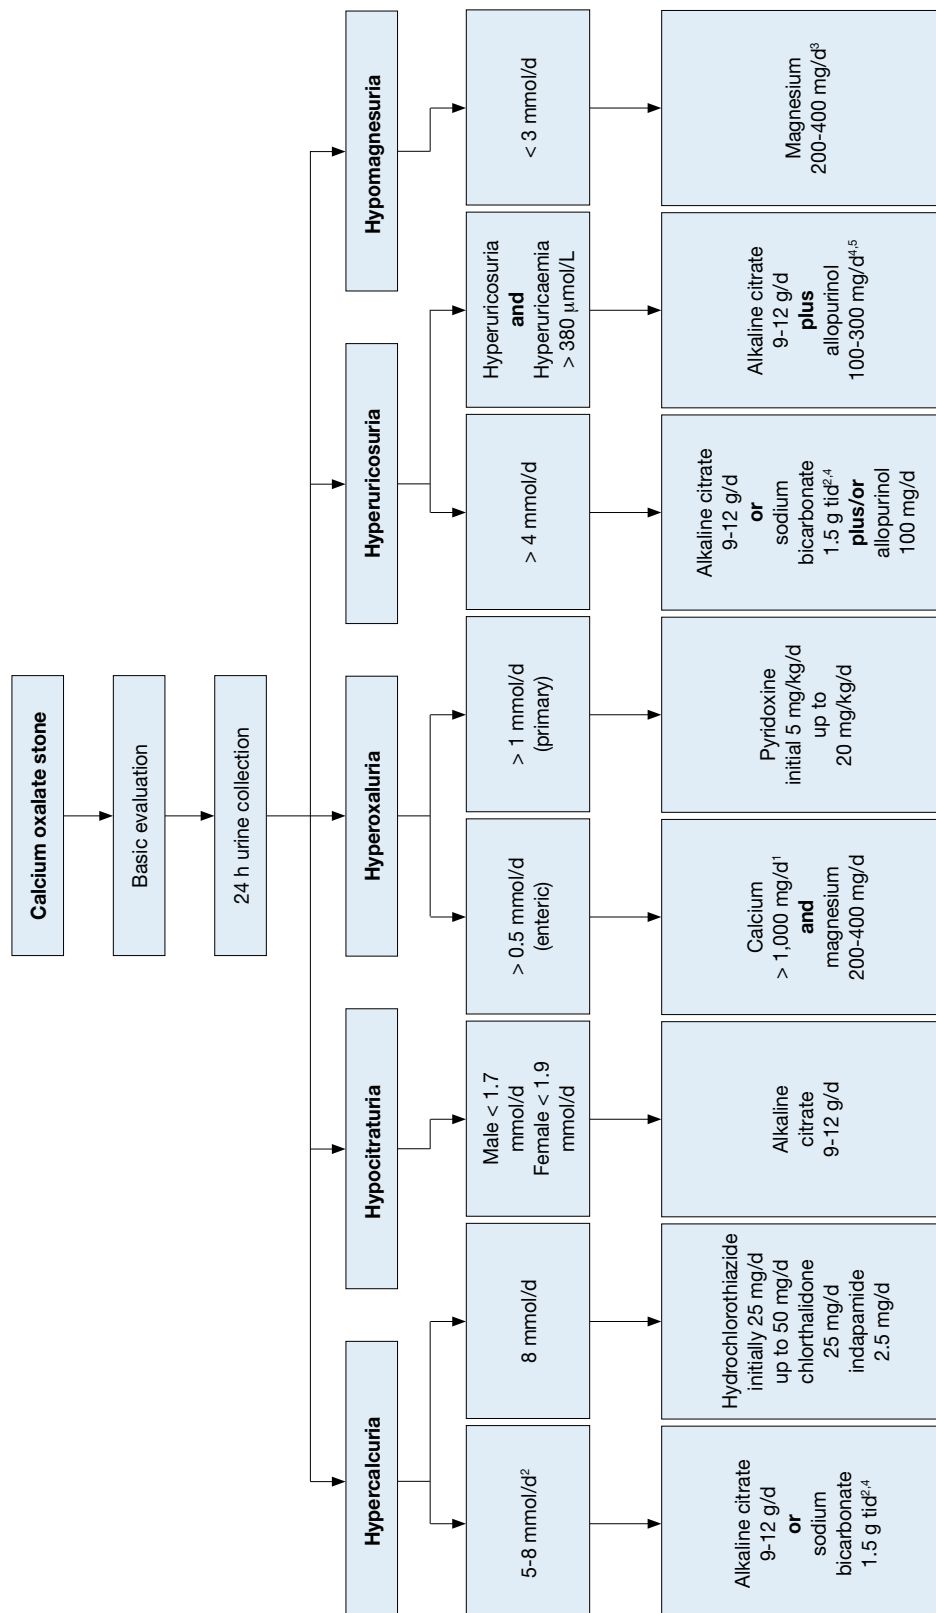 Calcium oxalate stone
Basic evaluation
24 h urine collection
Hypercalcuria
Hypocitraturia
Hyperoxaluria
Hyperuricosuria
Hypomagnesuria
5-8 mmol/d²
8 mmol/d
Male < 1.7
mmol/d
Female < 1.9
mmol/d
> 0.5 mmol/d
(enteric)
> 1 mmol/d
(primary)
> 4 mmol/d
Hyperuricosuria
and
Hyperuricaemia
> 380 µmol/L
< 3 mmol/d
Alkaline citrate
9-12 g/d
or
sodium
bicarbonate
1.5 g tid²,⁴
Hydrochlorothiazide
initially 25 mg/d
up to 50 mg/d
chlorthalidone
25 mg/d
indapamide
2.5 mg/d
Alkaline
citrate
9-12 g/d
Calcium
> 1,000 mg/d¹
and
magnesium
200-400 mg/d
Pyridoxine
initial 5 mg/kg/d
up to
20 mg/kg/d
Alkaline citrate
9-12 g/d
or
sodium
bicarbonate
1.5 g tid²,⁴
plus/or
allopurinol
100 mg/d
Alkaline citrate
9-12 g/d
plus
allopurinol
100-300 mg/d⁴,⁵
Magnesium
200-400 mg/d³